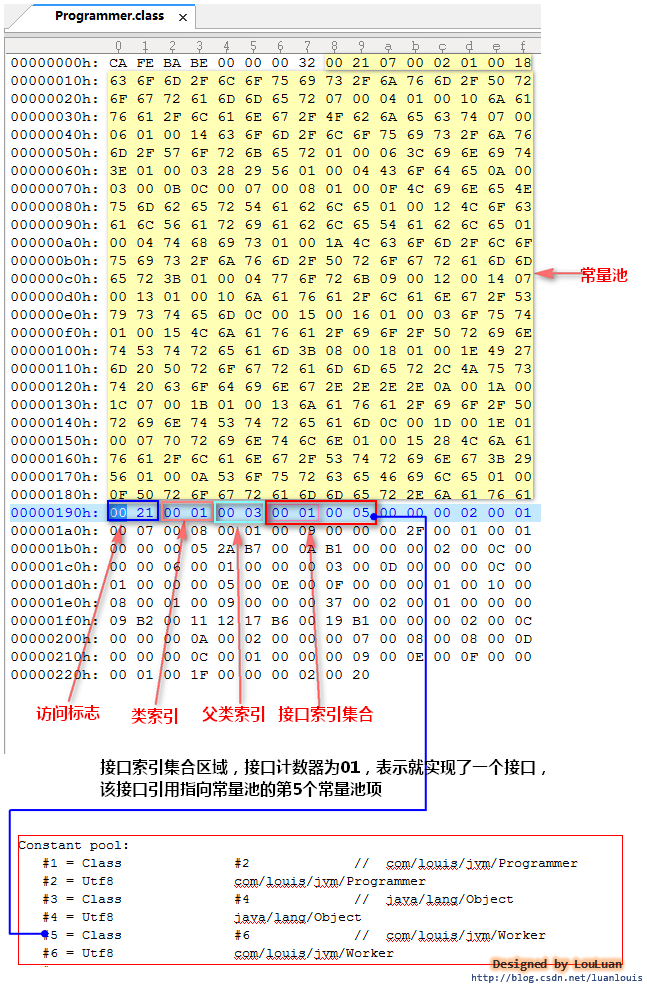 Programmer.class ×
0 1 2 3 4 5 6 7 8 9 a b c d e f
00000000h: CA FE BA BE 00 00 00 32 00 21 07 00 02 01 00 18
00000010h: 63 6F 6D 2F 6C 6F 75 69 73 2F 6A 76 6D 2F 50 72
00000020h: 6F 67 72 61 6D 6D 65 72 07 00 04 01 00 10 6A 61
00000030h: 76 61 2F 6C 61 6E 67 2F 4F 62 6A 65 63 74 07 00
00000040h: 06 01 00 14 63 6F 6D 2F 6C 6F 75 69 73 2F 6A 76
00000050h: 6D 2F 57 6F 72 6B 65 72 01 00 06 3C 69 6E 69 74
00000060h: 3E 01 00 03 28 29 56 01 00 04 43 6F 64 65 0A 00
00000070h: 03 00 0B 0C 00 07 00 08 01 00 0F 4C 69 6E 65 4E
00000080h: 75 6D 62 65 72 54 61 62 6C 65 01 00 12 4C 6F 63
00000090h: 61 6C 56 61 72 69 61 62 6C 65 54 61 62 6C 65 01
000000a0h: 00 04 74 68 69 73 01 00 1A 4C 63 6F 6D 2F 6C 6F
000000b0h: 75 69 73 2F 6A 76 6D 2F 50 72 6F 67 72 61 6D 6D
000000c0h: 65 72 3B 01 00 04 77 6F 72 6B 09 00 12 00 14 07
常量池
000000d0h: 00 13 01 00 10 6A 61 76 61 2F 6C 61 6E 67 2F 53
000000e0h: 79 73 74 65 6D 0C 00 15 00 16 01 00 03 6F 75 74
000000f0h: 01 00 15 4C 6A 61 76 61 2F 69 6F 2F 50 72 69 6E
00000100h: 74 53 74 72 65 61 6D 3B 08 00 18 01 00 1E 49 27
00000110h: 6D 20 50 72 6F 67 72 61 6D 6D 65 72 2C 4A 75 73
00000120h: 74 20 63 6F 64 69 6E 67 2E 2E 2E 2E 0A 00 1A 00
00000130h: 1C 07 00 1B 01 00 13 6A 61 76 61 2F 69 6F 2F 50
00000140h: 72 69 6E 74 53 74 72 65 61 6D 0C 00 1D 00 1E 01
00000150h: 00 07 70 72 69 6E 74 6C 6E 01 00 15 28 4C 6A 61
00000160h: 76 61 2F 6C 61 6E 67 2F 53 74 72 69 6E 67 3B 29
00000170h: 56 01 00 0A 53 6F 75 72 63 65 46 69 6C 65 01 00
00000180h: 0F 50 72 6F 67 72 61 6D 6D 65 72 2E 6A 61 76 61
00000190h: 00 21 00 01 00 03 00 01 00 05 00 00 00 02 00 01
000001a0h: 00 07 00 08 00 01 00 09 00 00 00 2F 00 01 00 01
000001b0h: 00 00 00 05 2A B7 00 0A B1 00 00 00 02 00 0C 00
000001c0h: 00 00 06 00 01 00 00 00 03 00 0D 00 00 00 0C 00
000001d0h: 01 00 00 00 05 00 0E 00 0F 00 00 00 01 00 10 00
000001e0h: 08 00 01 00 09 00 00 00 37 00 02 00 01 00 00 00
000001f0h: 09 B2 00 11 12 17 B6 00 19 B1 00 00 00 02 00 0C
00000200h: 00 00 00 0A 00 02 00 00 00 07 00 08 00 08 00 0D
00000210h: 00 00 00 0C 00 01 00 00 00 09 00 0E 00 0F 00 00
00000220h: 00 01 00 1F 00 00 00 02 00 20
访问标志 类索引 父类索引 接口索引集合
接口索引集合区域，接口计数器为01，表示就实现了一个接口，
该接口引用指向常量池的第5个常量池项
Constant pool:
#1 = Class #2 // com/louis/jvm/Programmer
#2 = Utf8 com/louis/jvm/Programmer
#3 = Class #4 // java/lang/Object
#4 = Utf8 java/lang/Object
#5 = Class #6 // com/louis/jvm/Worker
#6 = Utf8 com/louis/jvm/Worker
Designed by LouLuan
http://blog.csdn.net/luanlouis